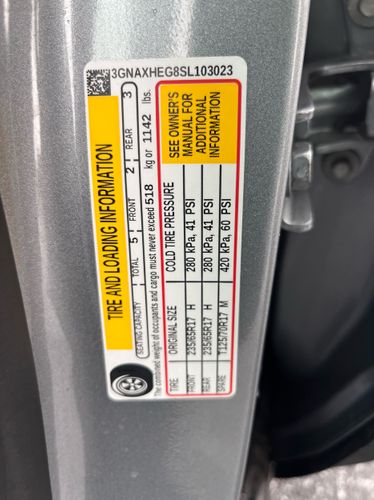 3GNAXHEG8SL103023
TIRE AND LOADING INFORMATION
SEATING CAPACITY TOTAL 5 FRONT 2 REAR 3
The combined weight of occupants and cargo must never exceed 518 kg or 1142 lbs.
TIRE ORIGINAL SIZE COLD TIRE PRESSURE
FRONT 235/65R17 H 280 kPa, 41 PSI
REAR 235/65R17 H 280 kPa, 41 PSI
SPARE T125/70R17 M 420 kPa, 60 PSI
SEE OWNER'S
MANUAL FOR
ADDITIONAL
INFORMATION